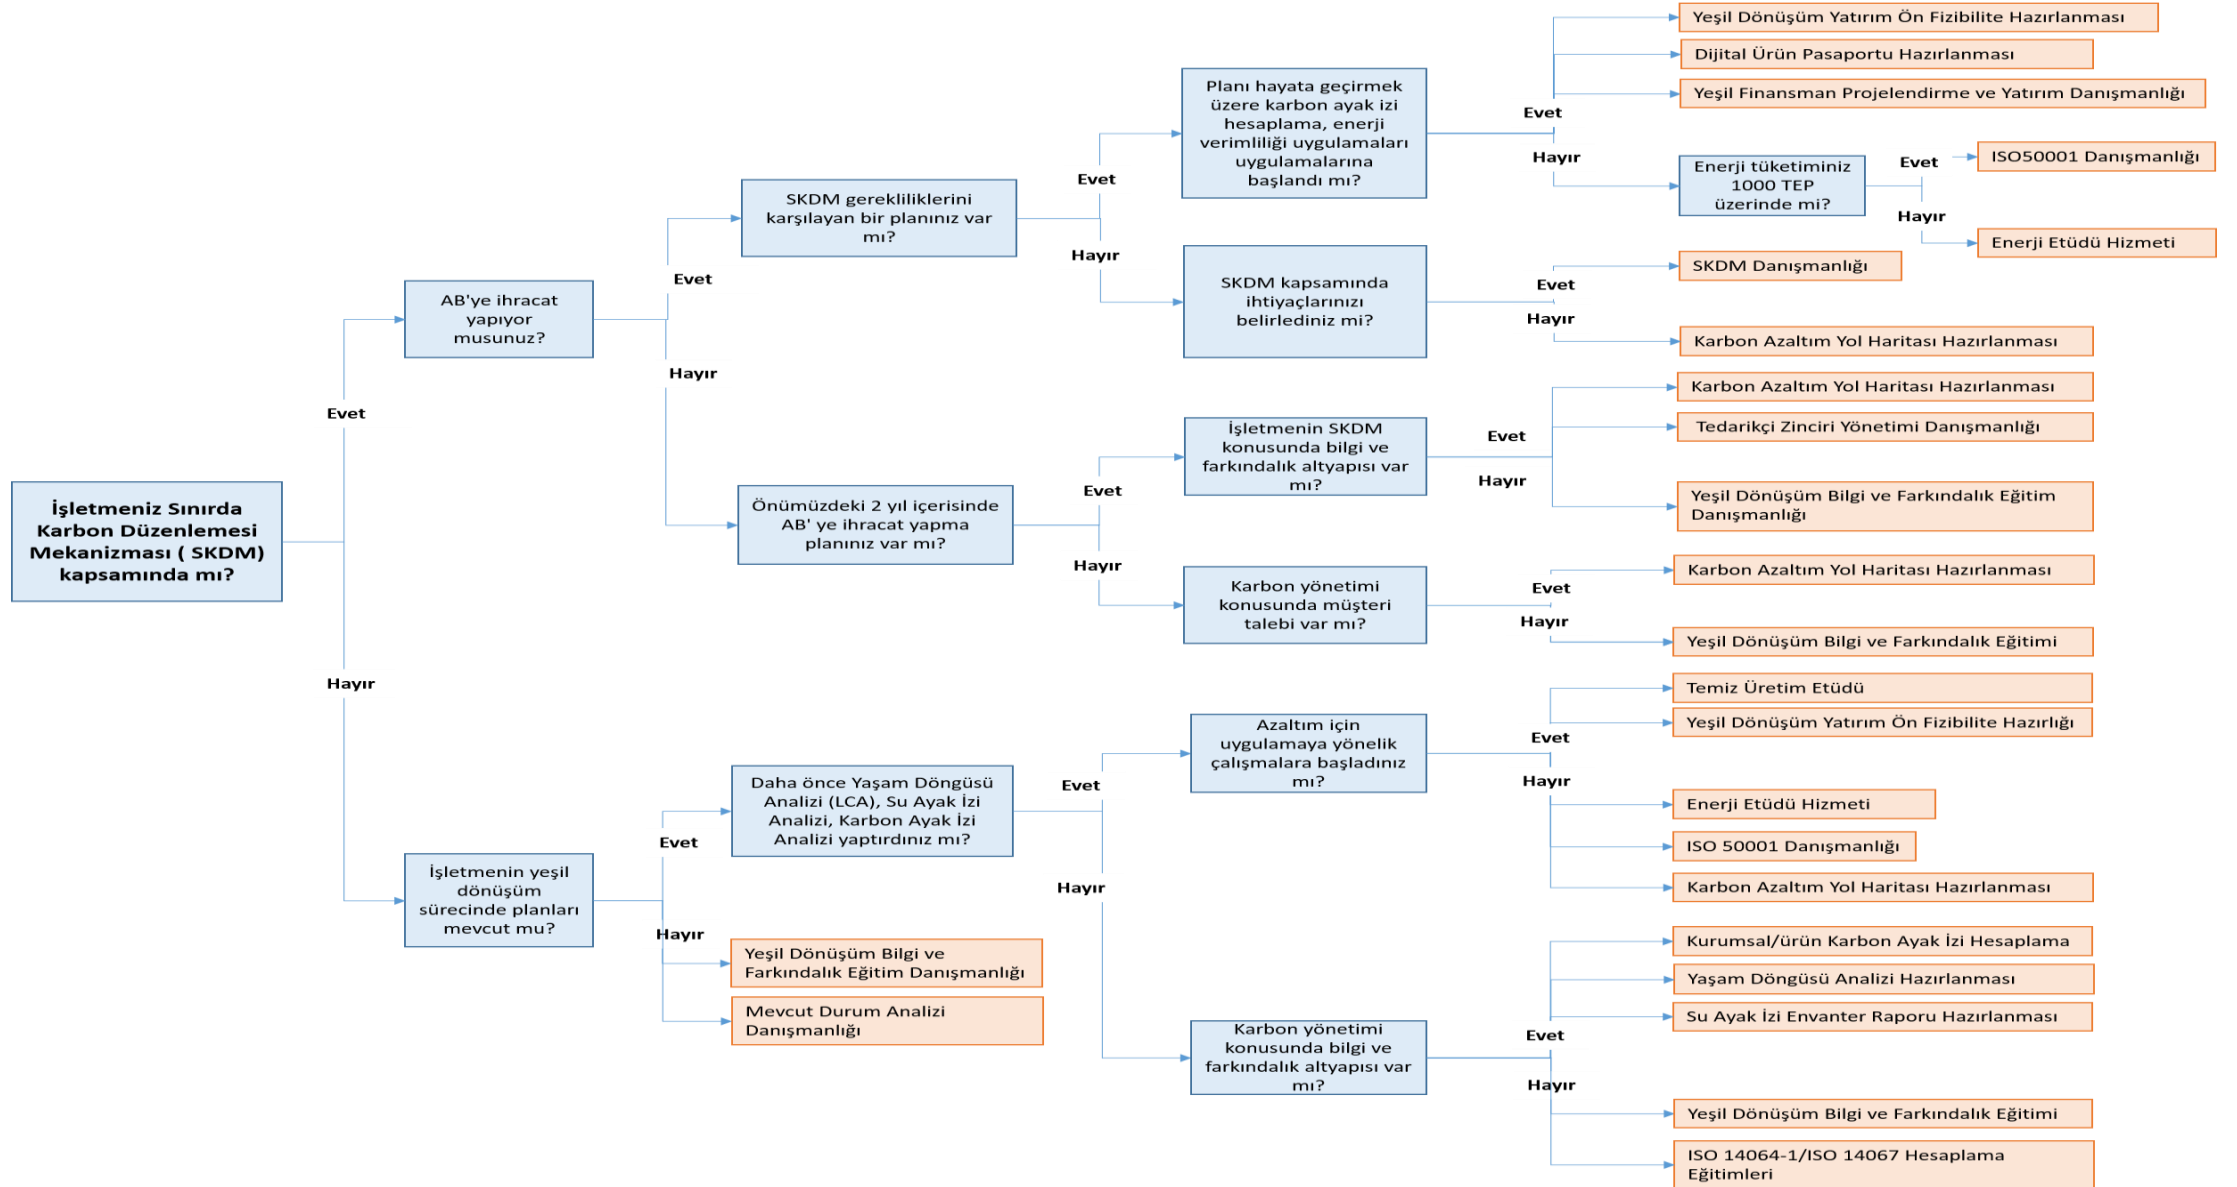 Yeşil Dönüşüm Yatırım Ön Fizibilite Hazırlanması
Dijital Ürün Pasaportu Hazırlanması
Yeşil Finansman Projelendirme ve Yatırım Danışmanlığı
Planı hayata geçirmek
üzere karbon ayak izi
hesaplama, enerji
verimliliği uygulamaları
uygulamalarına
başlandı mı?
Evet
Hayır
Enerji tüketiminiz
1000 TEP
üzerinde mi?
Evet
ISO50001 Danışmanlığı
Hayır
Enerji Etüdü Hizmeti
SKDM gerekliliklerini
karşılayan bir planınız var
mı?
Evet
Hayır
SKDM kapsamında
ihtiyaçlarınızı
belirlediniz mi?
Evet
Hayır
SKDM Danışmanlığı
Karbon Azaltım Yol Haritası Hazırlanması
AB'ye ihracat
yapıyor
musunuz?
Evet
Hayır
Karbon Azaltım Yol Haritası Hazırlanması
Tedarikçi Zinciri Yönetimi Danışmanlığı
Yeşil Dönüşüm Bilgi ve Farkındalık Eğitim
Danışmanlığı
İşletmenin SKDM
konusunda bilgi ve
farkındalık altyapısı var
mı?
Evet
Hayır
Önümüzdeki 2 yıl içerisinde
AB' ye ihracat yapma
planınız var mı?
Evet
Hayır
Karbon yönetimi
konusunda müşteri
talebi var mı?
Evet
Hayır
Karbon Azaltım Yol Haritası Hazırlanması
Yeşil Dönüşüm Bilgi ve Farkındalık Eğitimi
İşletmeniz Sınırda
Karbon Düzenlemesi
Mekanizması ( SKDM)
kapsamında mı?
Evet
Hayır
Temiz Üretim Etüdü
Yeşil Dönüşüm Yatırım Ön Fizibilite Hazırlığı
Azaltım için
uygulamaya yönelik
çalışmalara başladınız
mı?
Evet
Hayır
Enerji Etüdü Hizmeti
ISO 50001 Danışmanlığı
Karbon Azaltım Yol Haritası Hazırlanması
Daha önce Yaşam Döngüsü
Analizi (LCA), Su Ayak İzi
Analizi, Karbon Ayak İzi
Analizi yaptırdınız mı?
Evet
Hayır
İşletmenin yeşil
dönüşüm
sürecinde planları
mevcut mu?
Evet
Hayır
Yeşil Dönüşüm Bilgi ve
Farkındalık Eğitim Danışmanlığı
Mevcut Durum Analizi
Danışmanlığı
Karbon yönetimi
konusunda bilgi ve
farkındalık altyapısı var
mı?
Evet
Hayır
Kurumsal/ürün Karbon Ayak İzi Hesaplama
Yaşam Döngüsü Analizi Hazırlanması
Su Ayak İzi Envanter Raporu Hazırlanması
Yeşil Dönüşüm Bilgi ve Farkındalık Eğitimi
ISO 14064-1/ISO 14067 Hesaplama
Eğitimleri